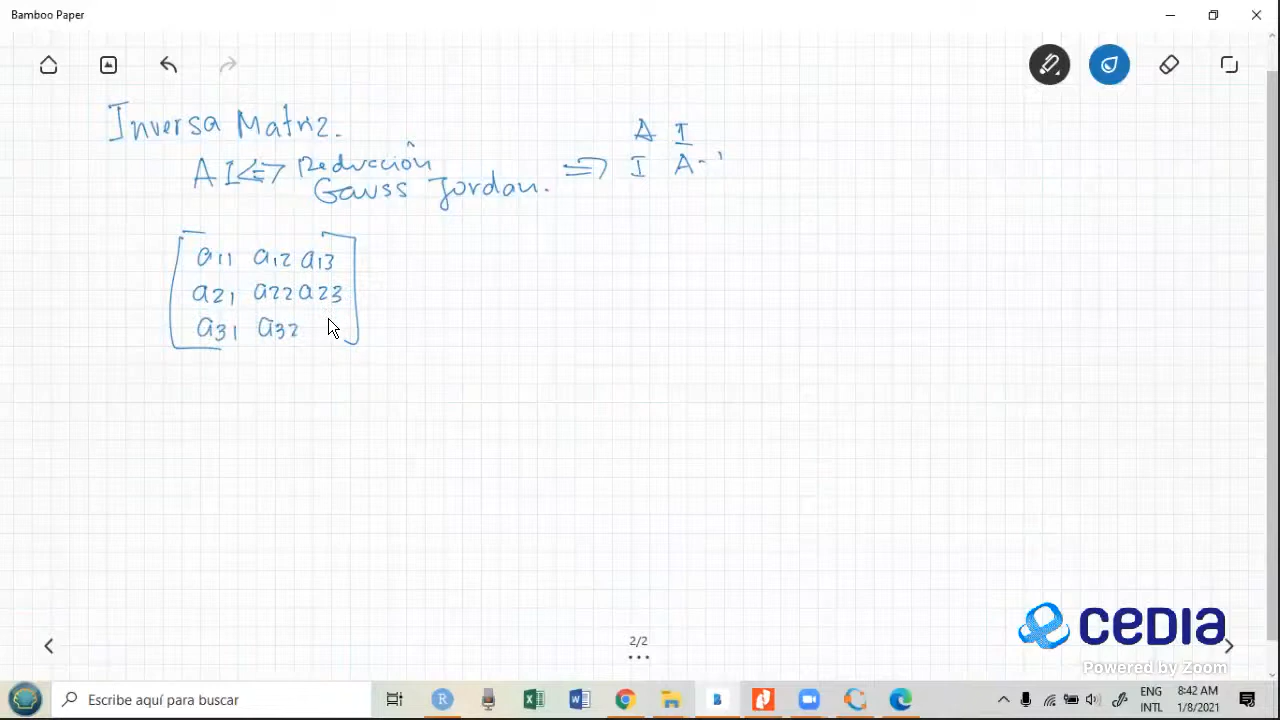 Bamboo Paper
Inversa Matriz.
A I <=> Reducción
Gauss Jordan.
=>
A I
I A-1
a11 a12 a13
a21 a22 a23
a31 a32
cedia
Powered by Zoom
2/2
Escribe aquí para buscar
ENG
INTL
8:42 AM
1/8/2021